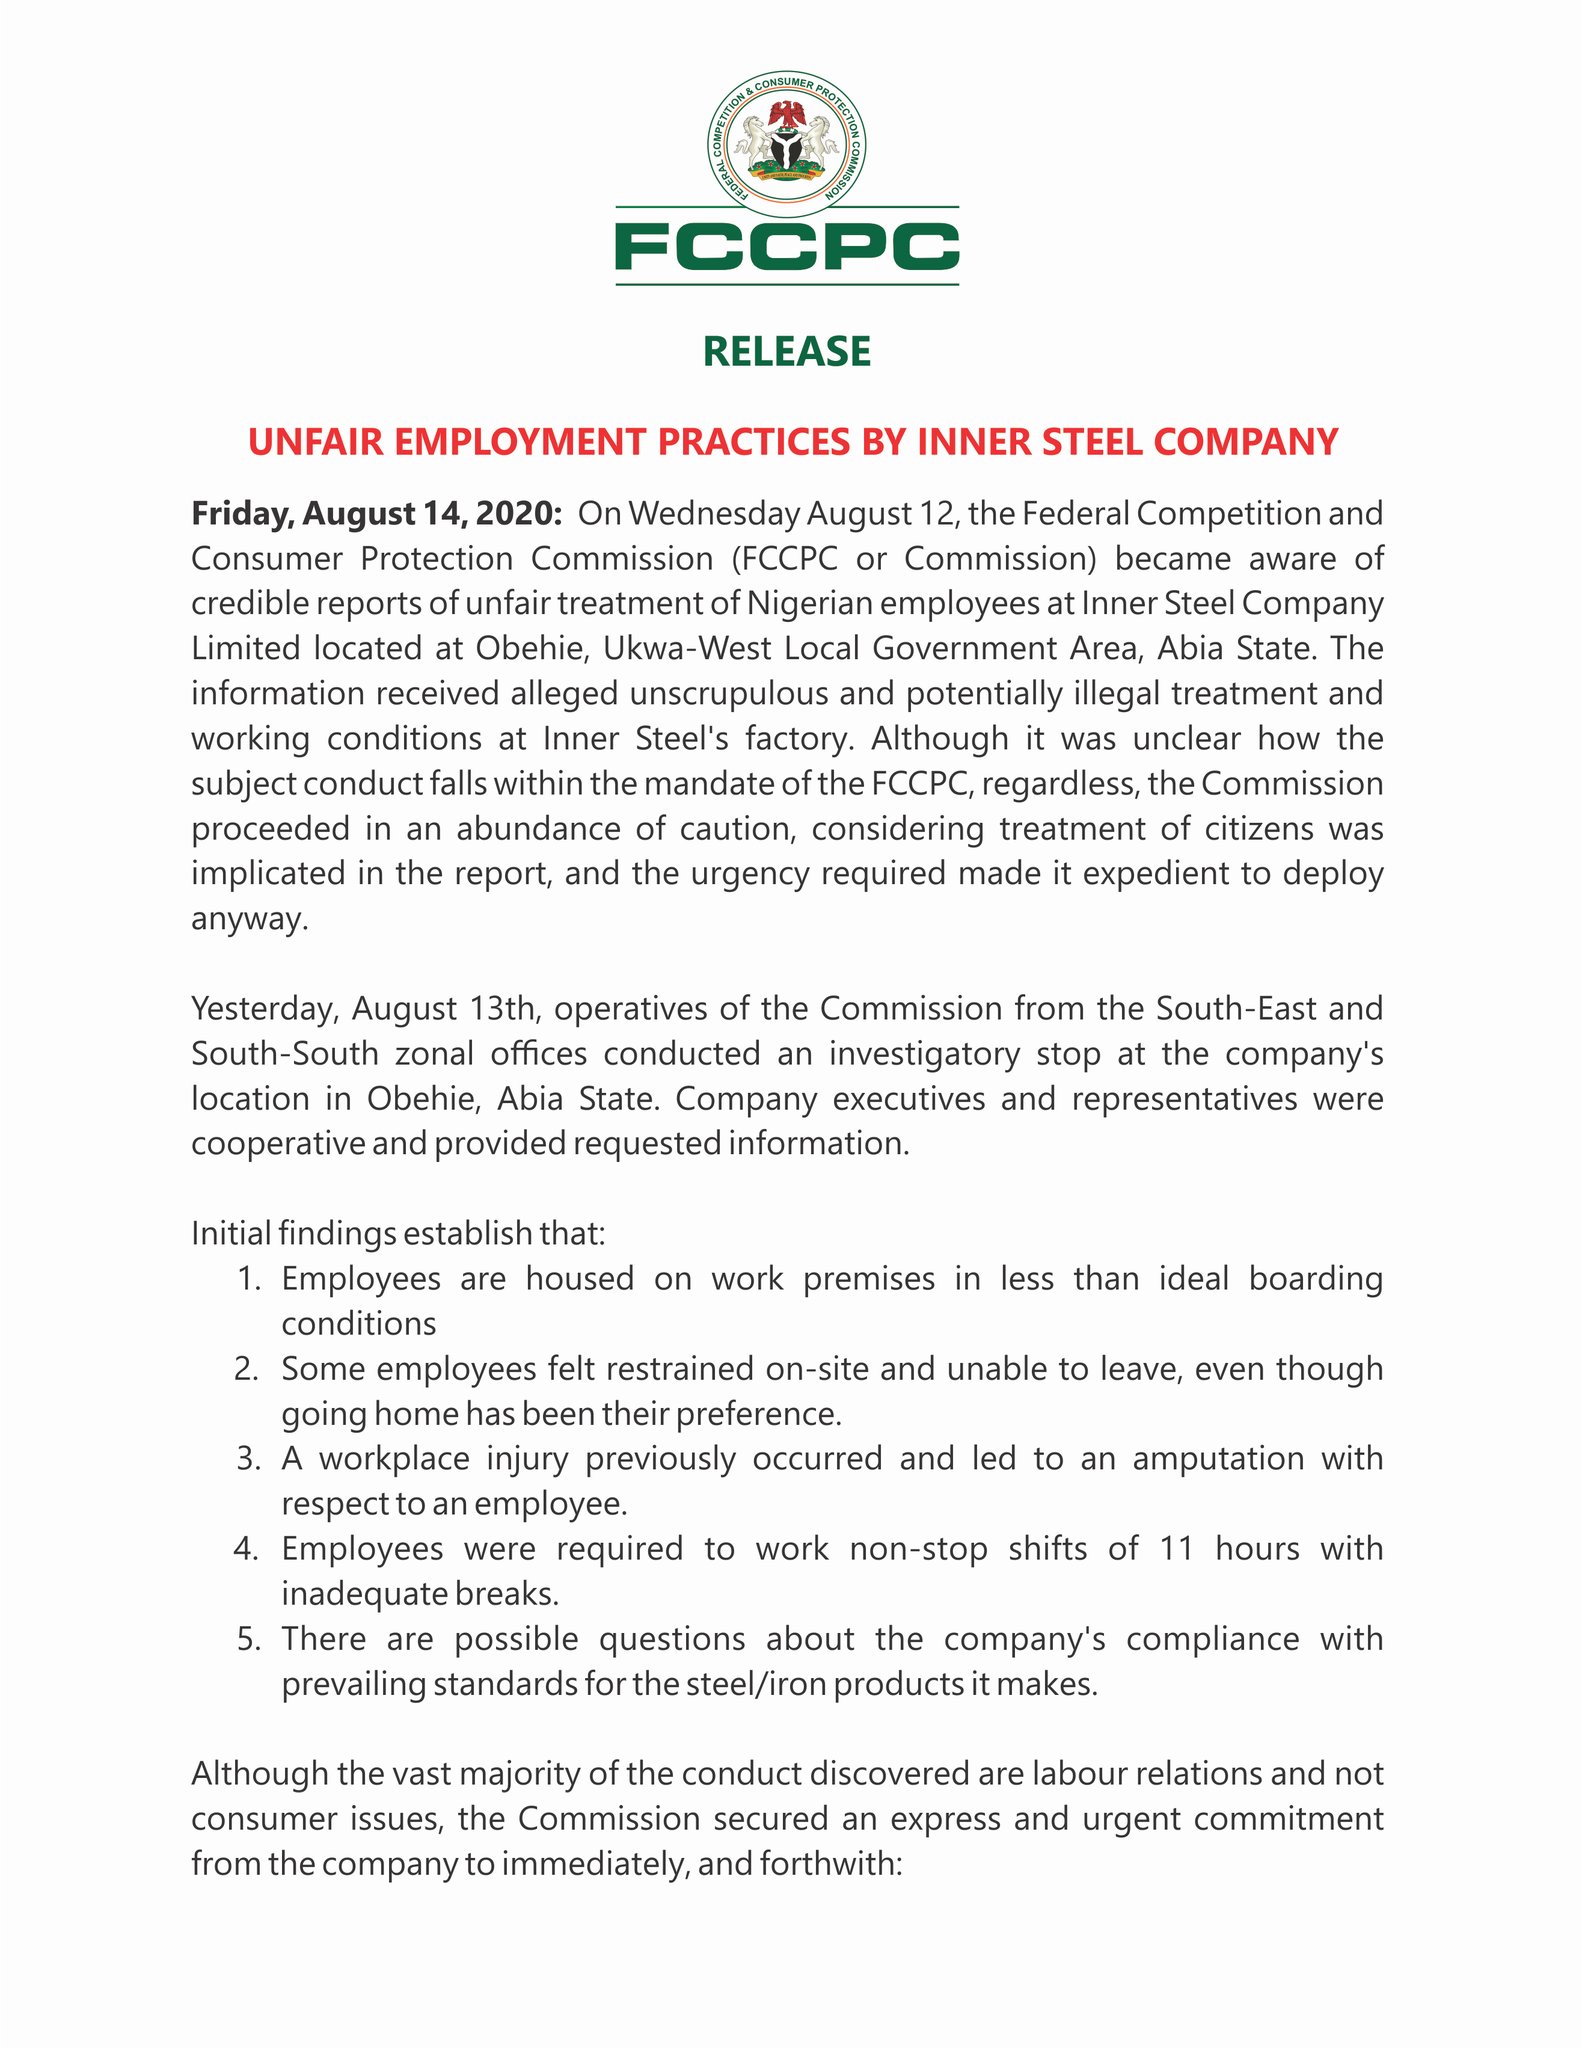 FEDERAL COMPETITION & CONSUMER PROTECTION COMMISSION
FCCPC
RELEASE
UNFAIR EMPLOYMENT PRACTICES BY INNER STEEL COMPANY
Friday, August 14, 2020: On Wednesday August 12, the Federal Competition and
Consumer Protection Commission (FCCPC or Commission) became aware of
credible reports of unfair treatment of Nigerian employees at Inner Steel Company
Limited located at Obehie, Ukwa-West Local Government Area, Abia State. The
information received alleged unscrupulous and potentially illegal treatment and
working conditions at Inner Steel's factory. Although it was unclear how the
subject conduct falls within the mandate of the FCCPC, regardless, the Commission
proceeded in an abundance of caution, considering treatment of citizens was
implicated in the report, and the urgency required made it expedient to deploy
anyway.
Yesterday, August 13th, operatives of the Commission from the South-East and
South-South zonal offices conducted an investigatory stop at the company's
location in Obehie, Abia State. Company executives and representatives were
cooperative and provided requested information.
Initial findings establish that:
1. Employees are housed on work premises in less than ideal boarding
conditions
2. Some employees felt restrained on-site and unable to leave, even though
going home has been their preference.
3. A workplace injury previously occurred and led to an amputation with
respect to an employee.
4. Employees were required to work non-stop shifts of 11 hours with
inadequate breaks.
5. There are possible questions about the company's compliance with
prevailing standards for the steel/iron products it makes.
Although the vast majority of the conduct discovered are labour relations and not
consumer issues, the Commission secured an express and urgent commitment
from the company to immediately, and forthwith: